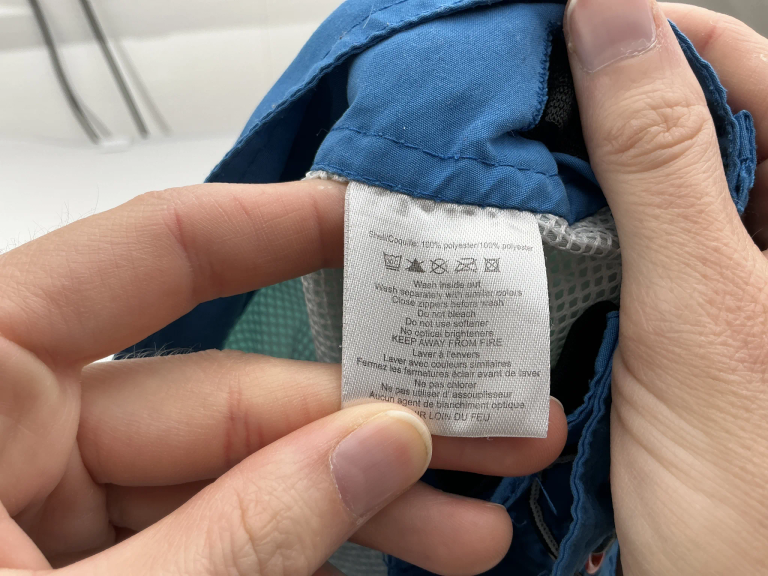 Shell/Coquille: 100% polyester/100% polyester
Wash inside out
Wash separately with similar colors
Close zippers before wash
Do not bleach
Do not use softener
No optical brighteners
KEEP AWAY FROM FIRE
Laver à l'envers
Laver avec couleurs similaires
Fermez les fermetures éclair avant de laver
Ne pas chlorer
Ne pas utiliser d' assouplisseur
Aucun agent de blanchiment optique
LOIN DU FEU